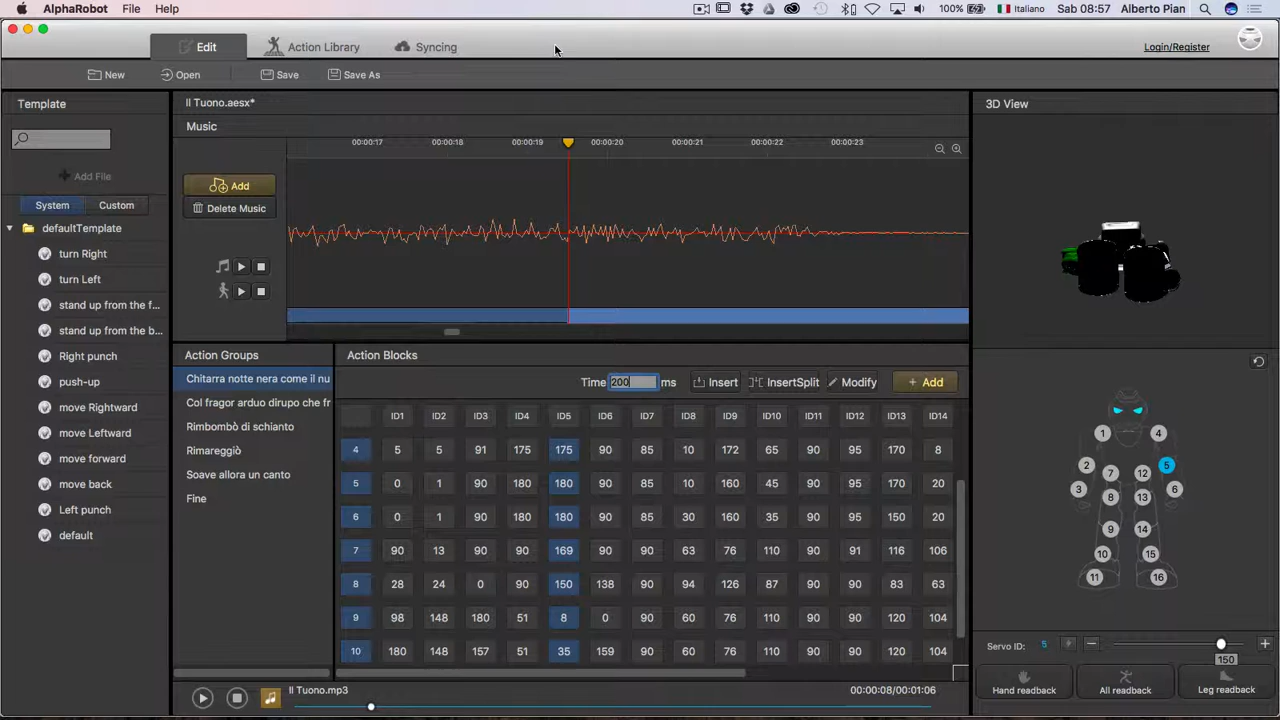 AlphaRobot File Help 100% Italiano Sab 08:57 Alberto Pian
Edit Action Library Syncing Login/Register
New Open Save Save As
Template
Add File
System Custom
defaultTemplate
turn Right
turn Left
stand up from the f...
stand up from the b...
Right punch
push-up
move Rightward
move Leftward
move forward
move back
Left punch
default
Il Tuono.aesx*
Music
00:00:17 00:00:18 00:00:19 00:00:20 00:00:21 00:00:22 00:00:23
Add
Delete Music
Action Groups
Chitarra notte nera come il nu
Col fragor arduo dirupo che fr
Rimbombò di schianto
Rimareggiò
Soave allora un canto
Fine
Action Blocks
Time 200 ms Insert InsertSplit Modify + Add
ID1 ID2 ID3 ID4 ID5 ID6 ID7 ID8 ID9 ID10 ID11 ID12 ID13 ID14
4 5 5 91 175 175 90 85 10 172 65 90 95 170 8
5 0 1 90 180 180 90 85 10 160 45 90 95 170 20
6 0 1 90 180 180 90 85 30 160 35 90 95 150 20
7 90 13 90 90 169 90 90 63 76 110 90 91 116 106
8 28 24 0 90 150 138 90 94 126 87 90 90 83 63
9 98 148 180 51 8 0 90 60 76 110 90 90 120 104
10 180 148 157 51 35 159 90 60 76 110 90 90 120 104
Il Tuono.mp3 00:00:08/00:01:06
3D View
1 4
2 7 12 5
3 8 13 6
9 14
10 15
11 16
Servo ID: 5
150
Hand readback All readback Leg readback